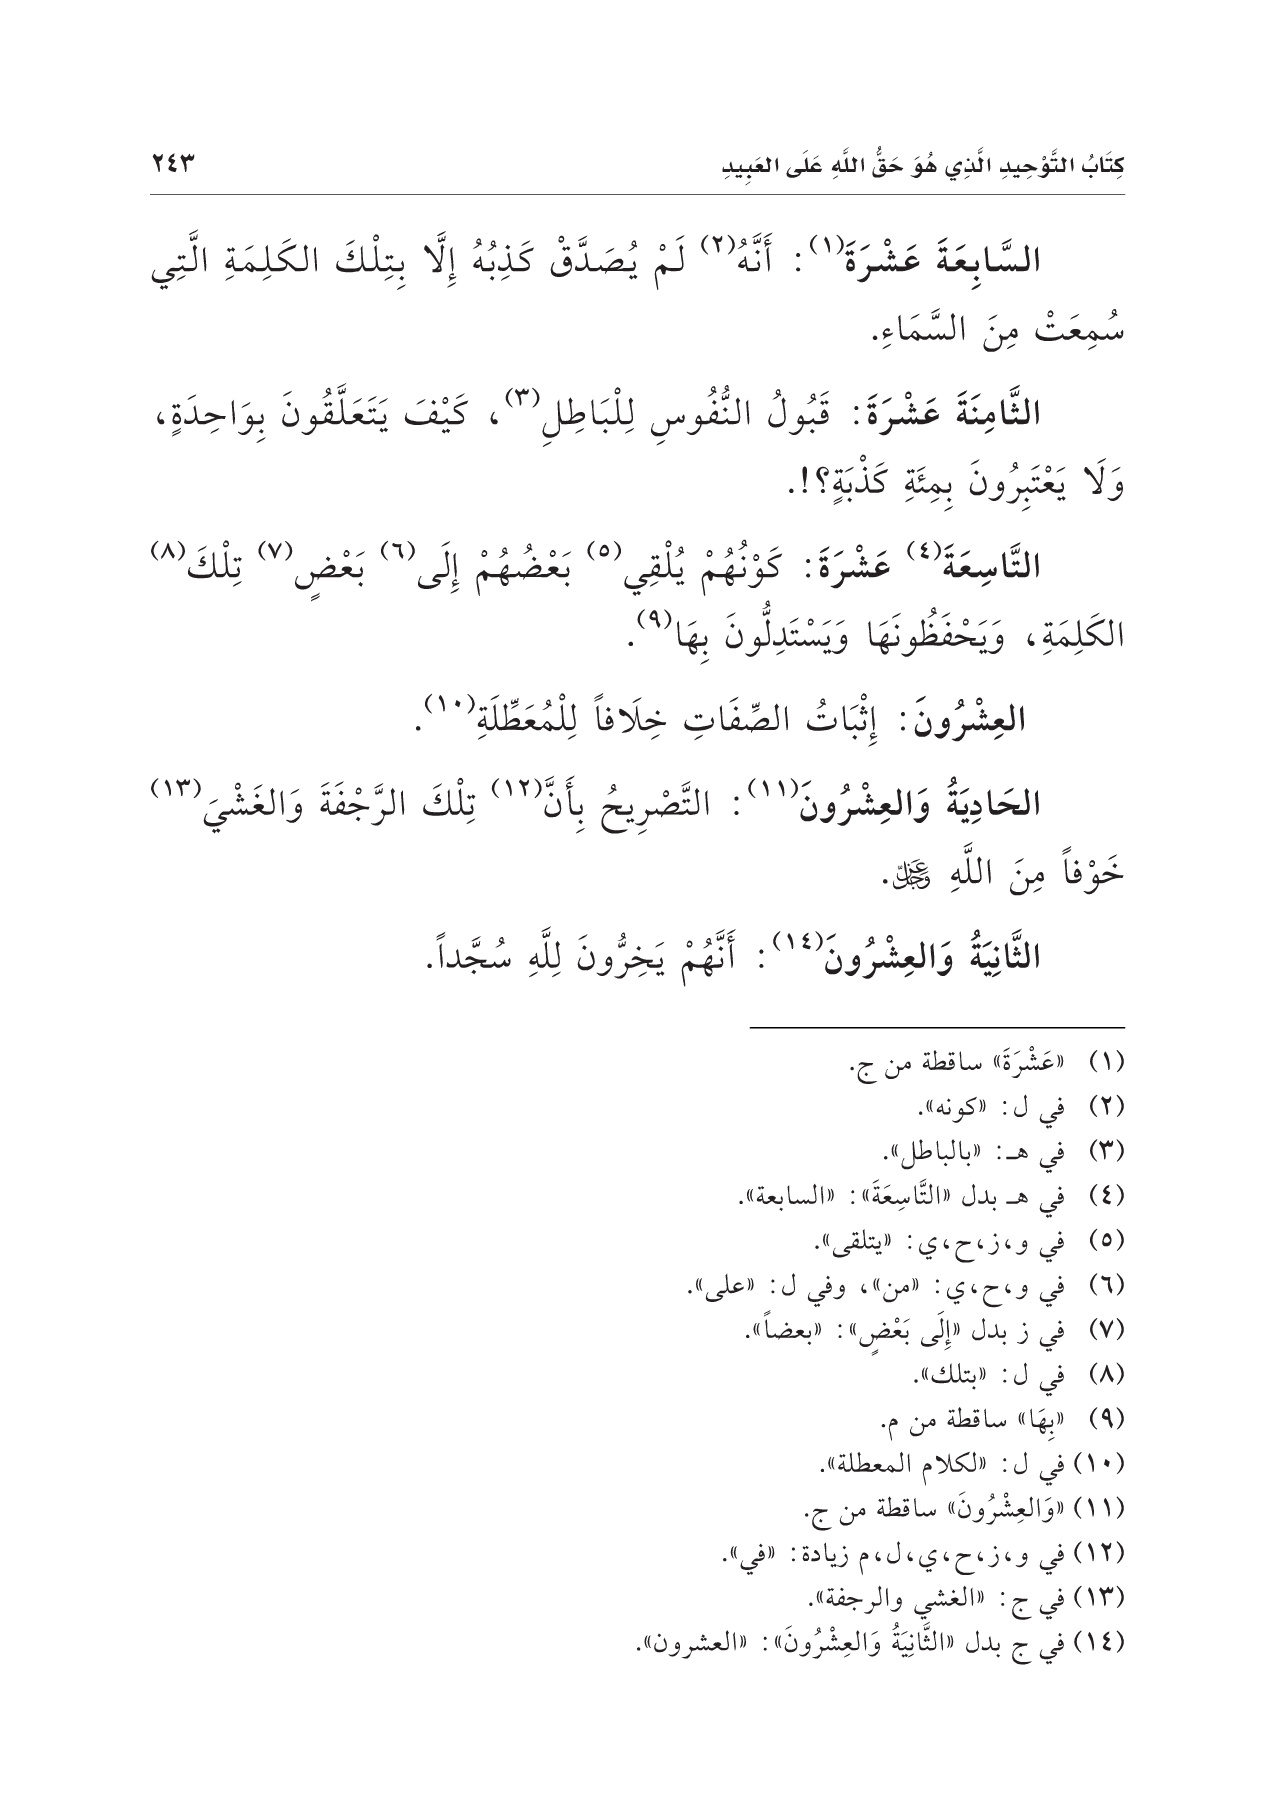 كِتَابُ التَّوْحِيدِ الَّذِي هُوَ حَقُّ اللَّهِ عَلَى العَبِيدِ ٢٤٣
السَّابِعَةَ عَشْرَةَ(١): أَنَّهُ(٢) لَمْ يُصَدَّقْ كَذِبُهُ إِلَّا بِتِلْكَ الكَلِمَةِ الَّتِي
سُمِعَتْ مِنَ السَّمَاءِ.
الثَّامِنَةَ عَشْرَةَ: قَبُولُ النُّفُوسِ لِلْبَاطِلِ(٣)، كَيْفَ يَتَعَلَّقُونَ بِوَاحِدَةٍ،
وَلَا يَعْتَبِرُونَ بِمِئَةِ كَذْبَةٍ؟!.
التَّاسِعَةَ(٤) عَشْرَةَ: كَوْنُهُمْ يُلْقِي(٥) بَعْضُهُمْ إِلَى(٦) بَعْضٍ(٧) تِلْكَ(٨)
الكَلِمَةِ، وَيَحْفَظُونَهَا وَيَسْتَدِلُّونَ بِهَا(٩).
العِشْرُونَ: إِثْبَاتُ الصِّفَاتِ خِلَافاً لِلْمُعَطِّلَةِ(١٠).
الحَادِيَةُ وَالعِشْرُونَ(١١): التَّصْرِيحُ بِأَنَّ(١٢) تِلْكَ الرَّجْفَةَ وَالغَشْيَ(١٣)
خَوْفاً مِنَ اللَّهِ عَزَّ وَجَلَّ.
الثَّانِيَةُ وَالعِشْرُونَ(١٤): أَنَّهُمْ يَخِرُّونَ لِلَّهِ سُجَّداً.
(١) «عَشْرَةَ» ساقطة من ج.
(٢) في ل: «كونه».
(٣) في هـ: «بالباطل».
(٤) في هـ بدل «التَّاسِعَةَ»: «السابعة».
(٥) في و،ز،ح،ي: «يتلقى».
(٦) في و،ح،ي: «من»، وفي ل: «على».
(٧) في ز بدل «إِلَى بَعْضٍ»: «بعضاً».
(٨) في ل: «بتلك».
(٩) «بِهَا» ساقطة من م.
(١٠) في ل: «لكلام المعطلة».
(١١) «وَالعِشْرُونَ» ساقطة من ج.
(١٢) في و،ز،ح،ي،ل،م زيادة: «في».
(١٣) في ج: «الغشي والرجفة».
(١٤) في ج بدل «الثَّانِيَةُ وَالعِشْرُونَ»: «العشرون».